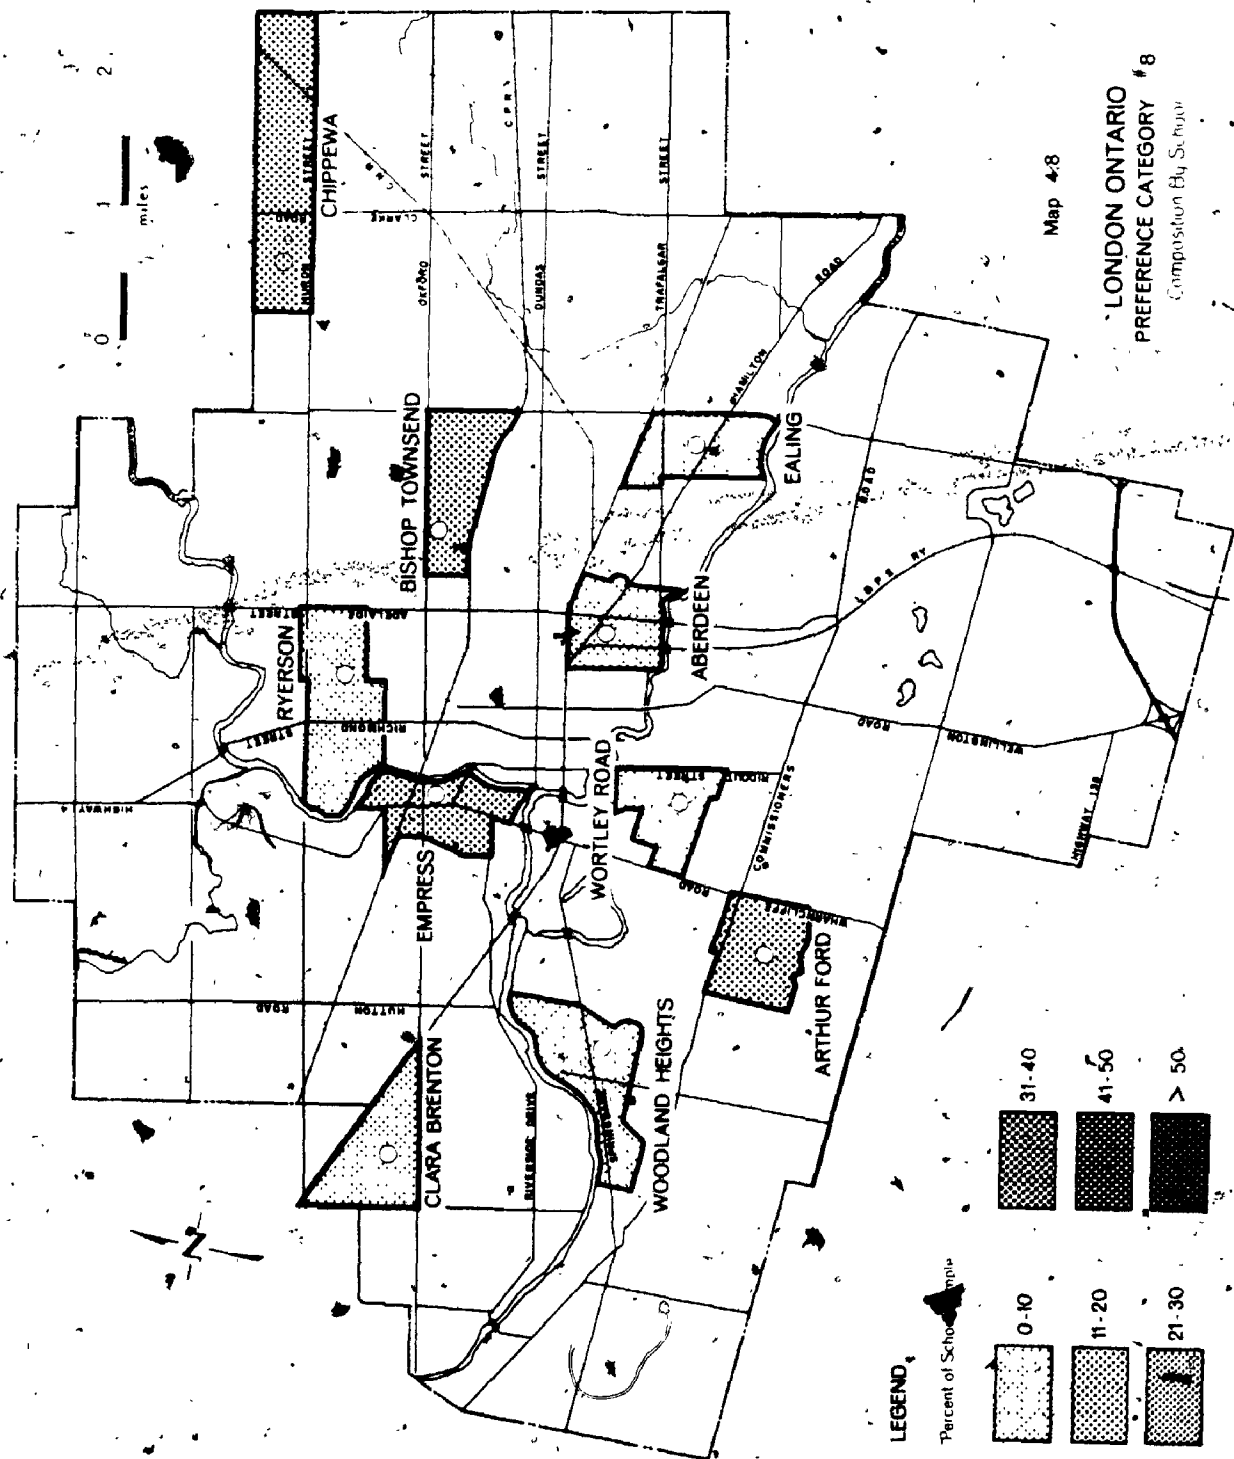 0 1 2
miles
CHIPPEWA
HURON STREET
CLARKE ROAD
CNR
OXFORD STREET
CPR
DUNDAS STREET
TRAFALGAR STREET
HAMILTON ROAD
BISHOP TOWNSEND
EALING
ADELAIDE STREET
RYERSON
ABERDEEN
L & PS RY
ROAD
RICHMOND STREET
HIGHWAY 4
WORTLEY ROAD
RIDOUT STREET
COMMISSIONERS
WELLINGTON ROAD
HIGHWAY 135
EMPRESS
WHARNCLIFFE ROAD
ARTHUR FORD
HUTTON ROAD
CLARA BRENTON
RIVERSIDE DRIVE
WOODLAND HEIGHTS
N
Map 4.8
LONDON ONTARIO
PREFERENCE CATEGORY #8
Composition By School
LEGEND
Percent of School
0-10
11-20
21-30
31-40
41-50
> 50